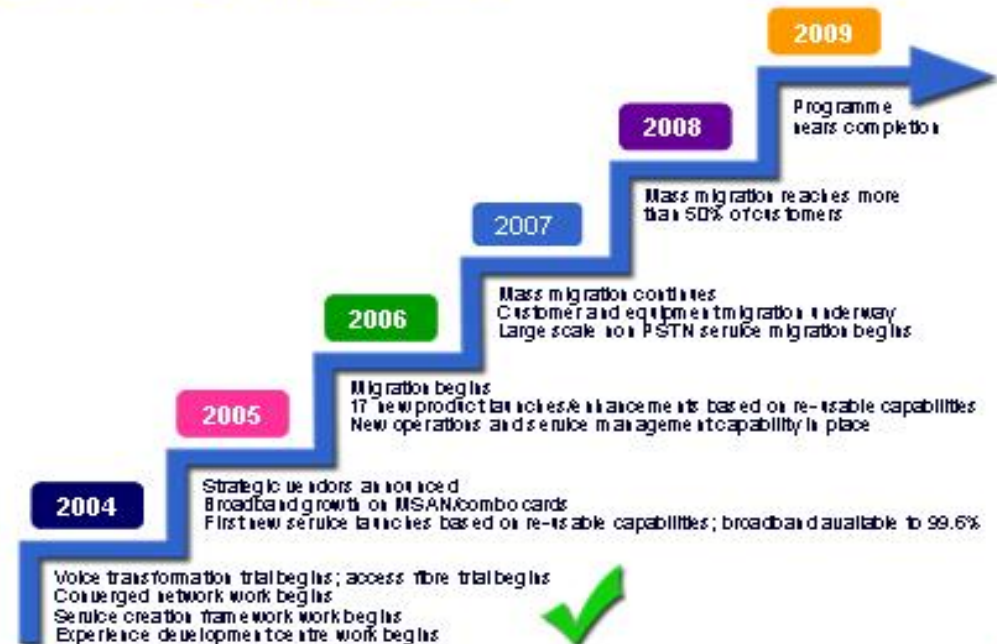 2009
Programme
nears completion
2008
Mass migration reaches more
than 50% of customers
2007
Mass migration continues
Customer and equipment migration underway
Large scale non PSTN service migration begins
2006
Migration begins
17 new product launches/enhancements based on re-usable capabilities
New operations and service management capability in place
2005
Strategic vendors announced
Broadband growth on MSAN/combo cards
First new service launches based on re-usable capabilities; broadband available to 99.6%
2004
Voice transformation trial begins; access fibre trial begins
Converged network work begins
Service creation framework work begins
Experience development centre work begins